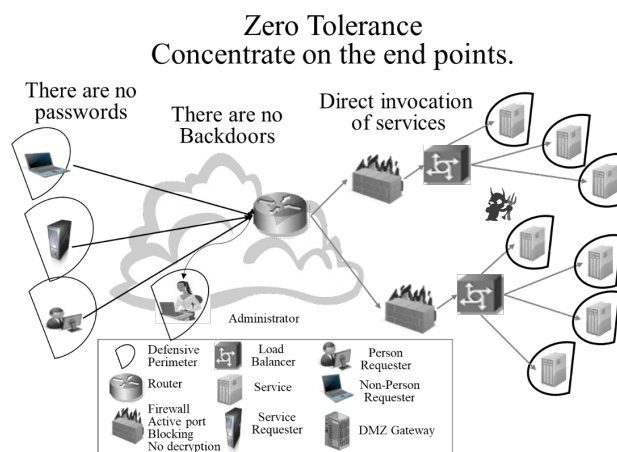 Zero Tolerance
Concentrate on the end points.
There are no
passwords
There are no
Backdoors
Direct invocation
of services
Administrator
Defensive
Perimeter
Load
Balancer
Person
Requester
Router
Service
Non-Person
Requester
Firewall
Active port
Blocking
No decryption
Service
Requester
DMZ Gateway